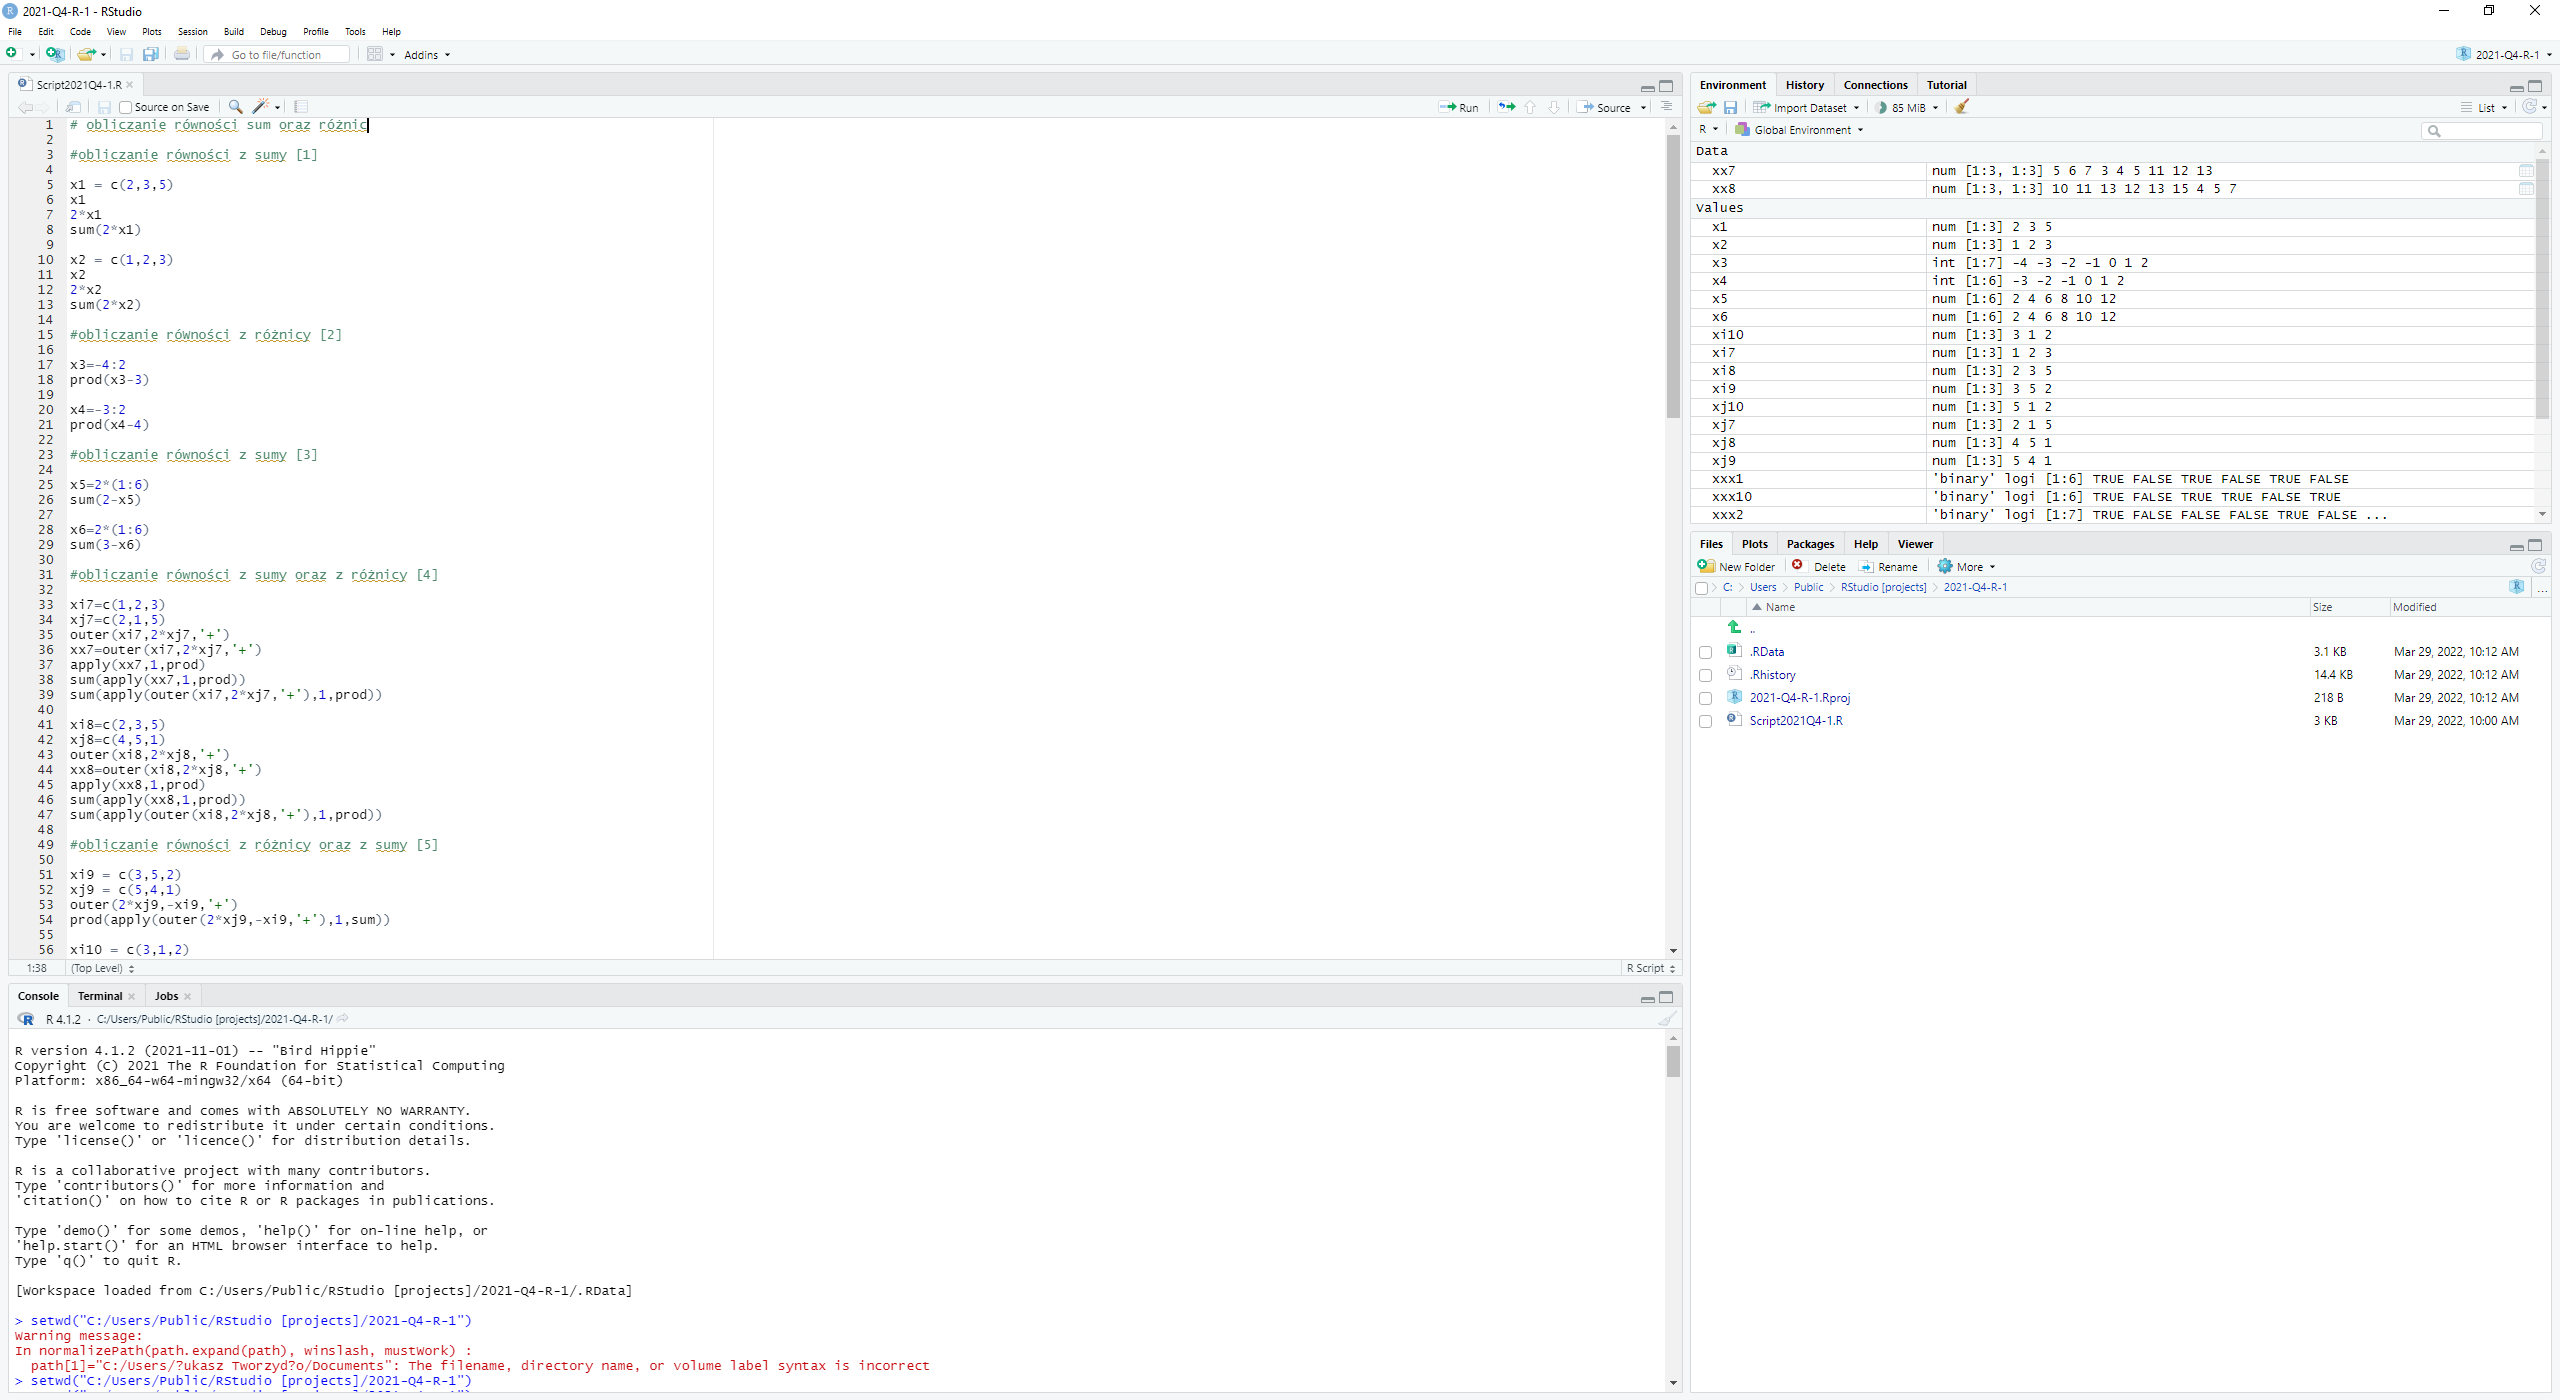 2021-Q4-R-1 - RStudio
File Edit Code View Plots Session Build Debug Profile Tools Help
Go to file/function Addins 2021-Q4-R-1
Script2021Q4-1.R
Source on Save Run Source
1 # obliczanie równości sum oraz różnic
2
3 #obliczanie równości z sumy [1]
4
5 x1 = c(2,3,5)
6 x1
7 2*x1
8 sum(2*x1)
9
10 x2 = c(1,2,3)
11 x2
12 2*x2
13 sum(2*x2)
14
15 #obliczanie równości z różnicy [2]
16
17 x3=-4:2
18 prod(x3-3)
19
20 x4=-3:2
21 prod(x4-4)
22
23 #obliczanie równości z sumy [3]
24
25 x5=2*(1:6)
26 sum(2-x5)
27
28 x6=2*(1:6)
29 sum(3-x6)
30
31 #obliczanie równości z sumy oraz z różnicy [4]
32
33 xi7=c(1,2,3)
34 xj7=c(2,1,5)
35 outer(xi7,2*xj7,'+')
36 xx7=outer(xi7,2*xj7,'+')
37 apply(xx7,1,prod)
38 sum(apply(xx7,1,prod))
39 sum(apply(outer(xi7,2*xj7,'+'),1,prod))
40
41 xi8=c(2,3,5)
42 xj8=c(4,5,1)
43 outer(xi8,2*xj8,'+')
44 xx8=outer(xi8,2*xj8,'+')
45 apply(xx8,1,prod)
46 sum(apply(xx8,1,prod))
47 sum(apply(outer(xi8,2*xj8,'+'),1,prod))
48
49 #obliczanie równości z różnicy oraz z sumy [5]
50
51 xi9 = c(3,5,2)
52 xj9 = c(5,4,1)
53 outer(2*xj9,-xi9,'+')
54 prod(apply(outer(2*xj9,-xi9,'+'),1,sum))
55
56 xi10 = c(3,1,2)
1:38 (Top Level) R Script
Console Terminal Jobs
R 4.1.2 · C:/Users/Public/RStudio [projects]/2021-Q4-R-1/
R version 4.1.2 (2021-11-01) -- "Bird Hippie"
Copyright (C) 2021 The R Foundation for Statistical Computing
Platform: x86_64-w64-mingw32/x64 (64-bit)
R is free software and comes with ABSOLUTELY NO WARRANTY.
You are welcome to redistribute it under certain conditions.
Type 'license()' or 'licence()' for distribution details.
R is a collaborative project with many contributors.
Type 'contributors()' for more information and
'citation()' on how to cite R or R packages in publications.
Type 'demo()' for some demos, 'help()' for on-line help, or
'help.start()' for an HTML browser interface to help.
Type 'q()' to quit R.
[Workspace loaded from C:/Users/Public/RStudio [projects]/2021-Q4-R-1/.RData]
> setwd("C:/Users/Public/RStudio [projects]/2021-Q4-R-1")
Warning message:
In normalizePath(path.expand(path), winslash, mustWork) :
path[1]="C:/Users/?ukasz Tworzyd?o/Documents": The filename, directory name, or volume label syntax is incorrect
> setwd("C:/Users/Public/RStudio [projects]/2021-Q4-R-1")
Environment History Connections Tutorial
Import Dataset 85 MiB List
R Global Environment
Data
xx7 num [1:3, 1:3] 5 6 7 3 4 5 11 12 13
xx8 num [1:3, 1:3] 10 11 13 12 13 15 4 5 7
Values
x1 num [1:3] 2 3 5
x2 num [1:3] 1 2 3
x3 int [1:7] -4 -3 -2 -1 0 1 2
x4 int [1:6] -3 -2 -1 0 1 2
x5 num [1:6] 2 4 6 8 10 12
x6 num [1:6] 2 4 6 8 10 12
xi10 num [1:3] 3 1 2
xi7 num [1:3] 1 2 3
xi8 num [1:3] 2 3 5
xi9 num [1:3] 3 5 2
xj10 num [1:3] 5 1 2
xj7 num [1:3] 2 1 5
xj8 num [1:3] 4 5 1
xj9 num [1:3] 5 4 1
xxx1 'binary' logi [1:6] TRUE FALSE TRUE FALSE TRUE FALSE
xxx10 'binary' logi [1:6] TRUE FALSE TRUE TRUE FALSE TRUE
xxx2 'binary' logi [1:7] TRUE FALSE FALSE FALSE TRUE FALSE ...
Files Plots Packages Help Viewer
New Folder Delete Rename More
C: Users Public RStudio [projects] 2021-Q4-R-1 ...
Name Size Modified
..
.RData 3.1 KB Mar 29, 2022, 10:12 AM
.Rhistory 14.4 KB Mar 29, 2022, 10:12 AM
2021-Q4-R-1.Rproj 218 B Mar 29, 2022, 10:12 AM
Script2021Q4-1.R 3 KB Mar 29, 2022, 10:00 AM